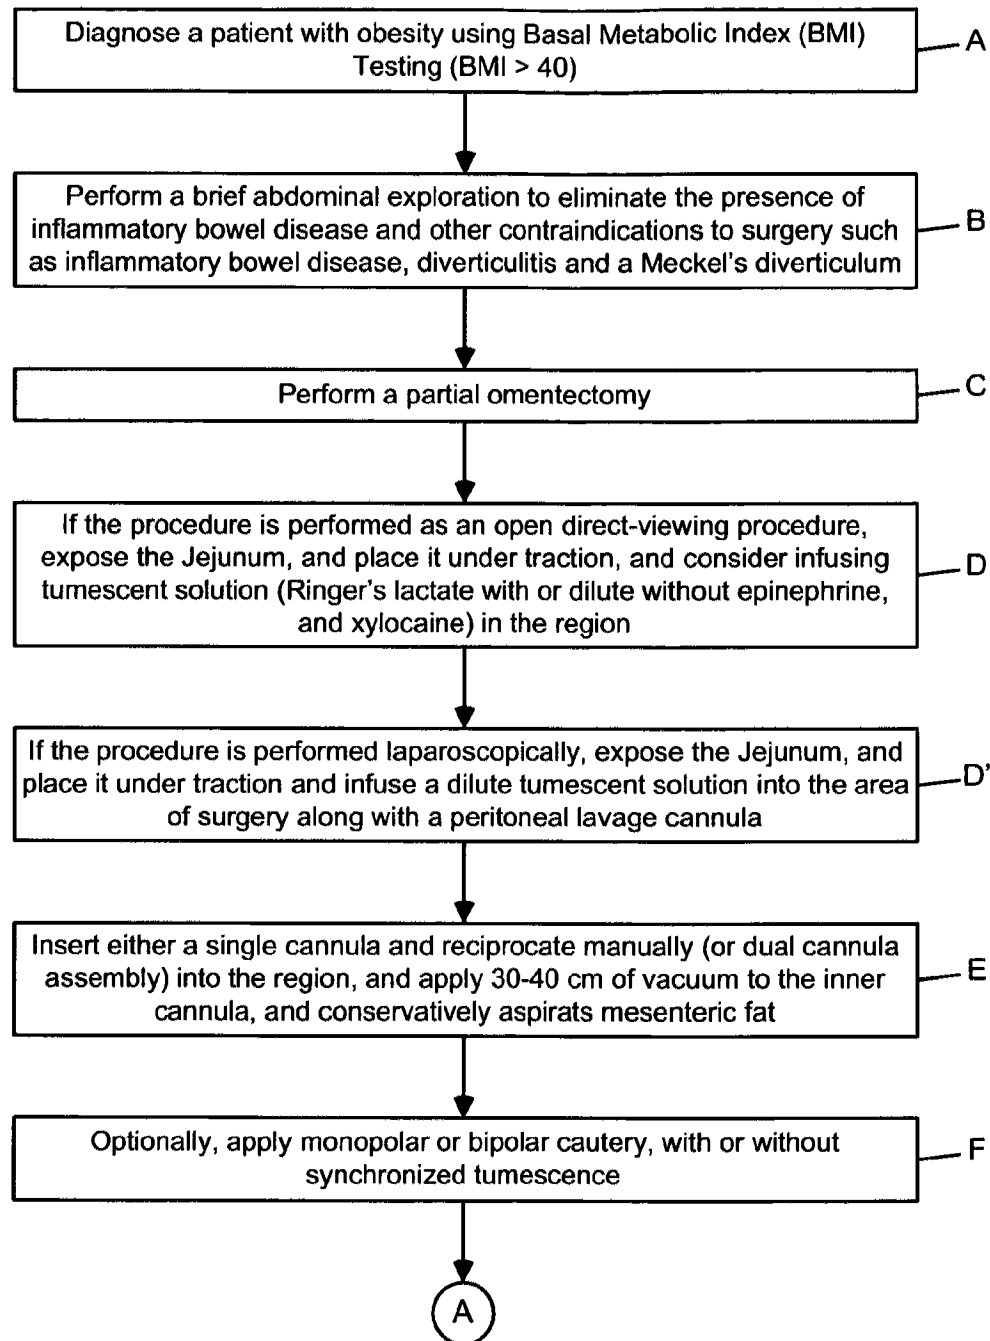 Diagnose a patient with obesity using Basal Metabolic Index (BMI)
Testing (BMI > 40)
A
Perform a brief abdominal exploration to eliminate the presence of
inflammatory bowel disease and other contraindications to surgery such
as inflammatory bowel disease, diverticulitis and a Meckel's diverticulum
B
Perform a partial omentectomy
C
If the procedure is performed as an open direct-viewing procedure,
expose the Jejunum, and place it under traction, and consider infusing
tumescent solution (Ringer's lactate with or dilute without epinephrine,
and xylocaine) in the region
D
If the procedure is performed laparoscopically, expose the Jejunum, and
place it under traction and infuse a dilute tumescent solution into the area
of surgery along with a peritoneal lavage cannula
D'
Insert either a single cannula and reciprocate manually (or dual cannula
assembly) into the region, and apply 30-40 cm of vacuum to the inner
cannula, and conservatively aspirats mesenteric fat
E
Optionally, apply monopolar or bipolar cautery, with or without
synchronized tumescence
F
A